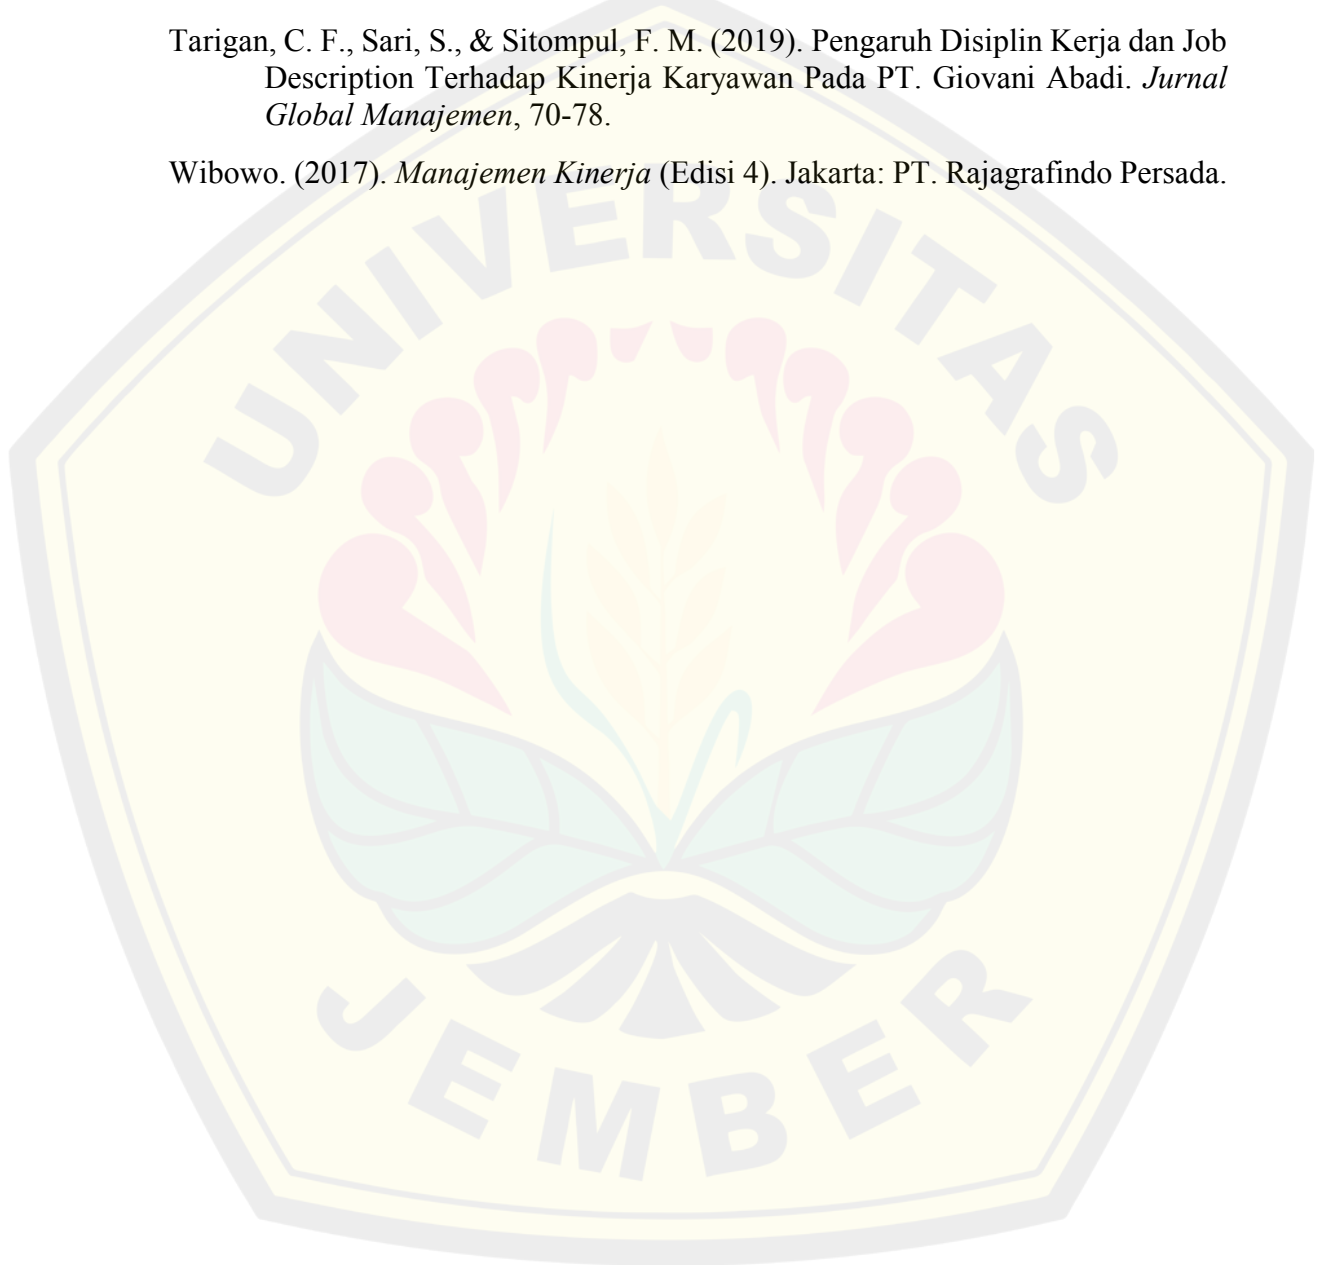 Tarigan, C. F., Sari, S., & Sitompul, F. M. (2019). Pengaruh Disiplin Kerja dan Job
Description Terhadap Kinerja Karyawan Pada PT. Giovani Abadi. Jurnal
Global Manajemen, 70-78.
Wibowo. (2017). Manajemen Kinerja (Edisi 4). Jakarta: PT. Rajagrafindo Persada.
UNIVERSITAS
JEMBER